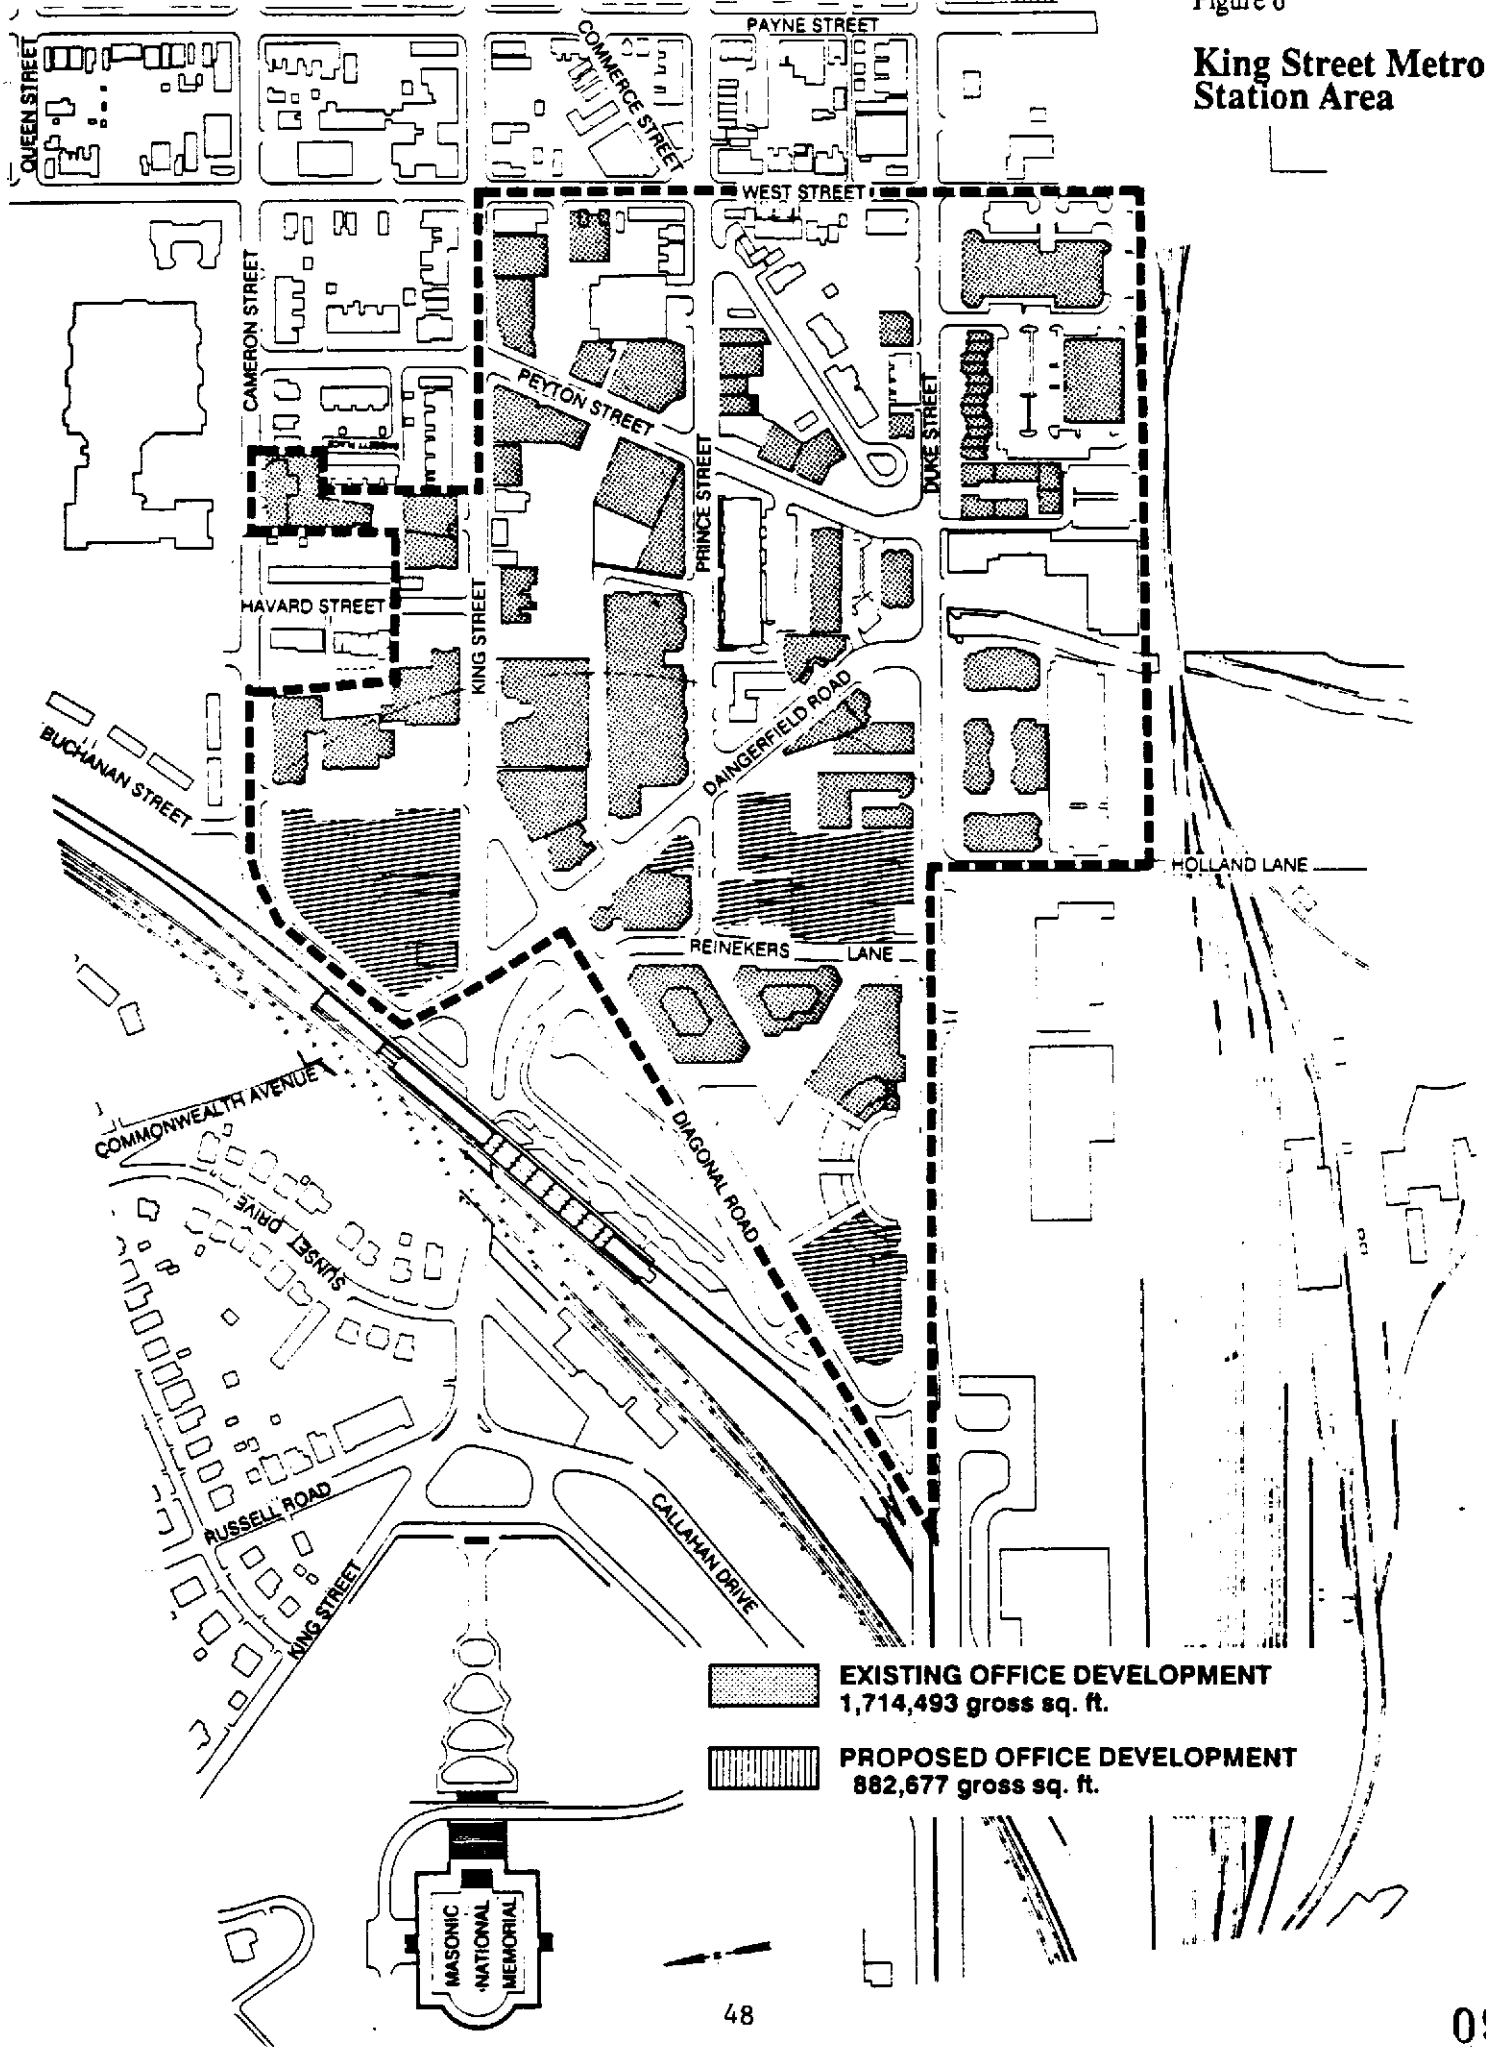 Figure 6
King Street Metro
Station Area
PAYNE STREET
QUEEN STREET
COMMERCE STREET
WEST STREET
CAMERON STREET
PEYTON STREET
PRINCE STREET
DUKE STREET
HAVARD STREET
KING STREET
DAINGERFIELD ROAD
BUCHANAN STREET
HOLLAND LANE
REINEKERS LANE
COMMONWEALTH AVENUE
DIAGONAL ROAD
SUNSET DRIVE
RUSSELL ROAD
KING STREET
CALLAHAN DRIVE
EXISTING OFFICE DEVELOPMENT
1,714,493 gross sq. ft.
PROPOSED OFFICE DEVELOPMENT
882,677 gross sq. ft.
MASONIC
NATIONAL
MEMORIAL
48